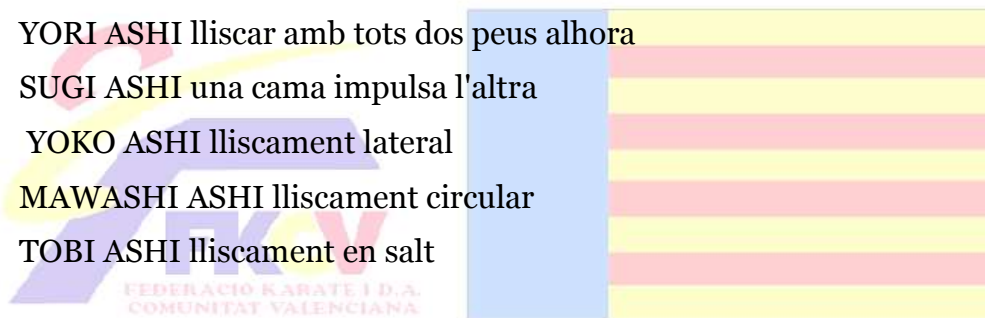 YORI ASHI lliscar amb tots dos peus alhora
SUGI ASHI una cama impulsa l'altra
YOKO ASHI lliscament lateral
MAWASHI ASHI lliscament circular
TOBI ASHI lliscament en salt
FKCV
FEDERACIÓ KARATE I D.A.
COMUNITAT VALENCIANA